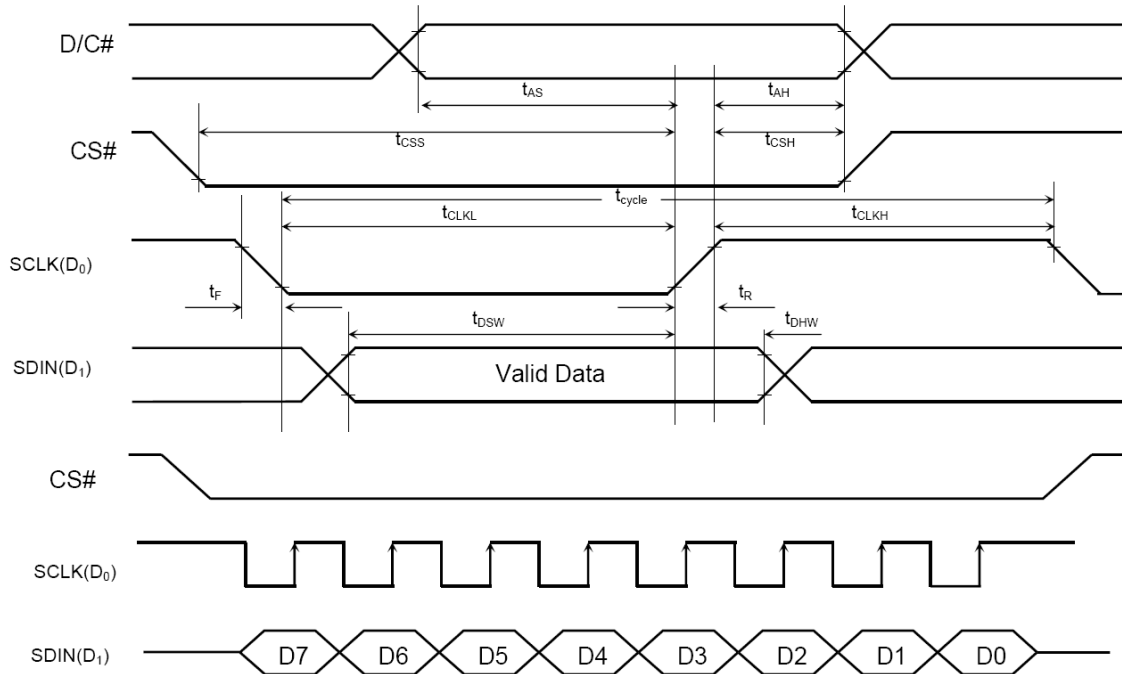 D/C#
tAS
tAH
CS#
tCSS
tCSH
tcycle
tCLKL
tCLKH
SCLK(D0)
tF
tR
tDSW
tDHW
SDIN(D1)
Valid Data
CS#
SCLK(D0)
SDIN(D1)
D7 D6 D5 D4 D3 D2 D1 D0